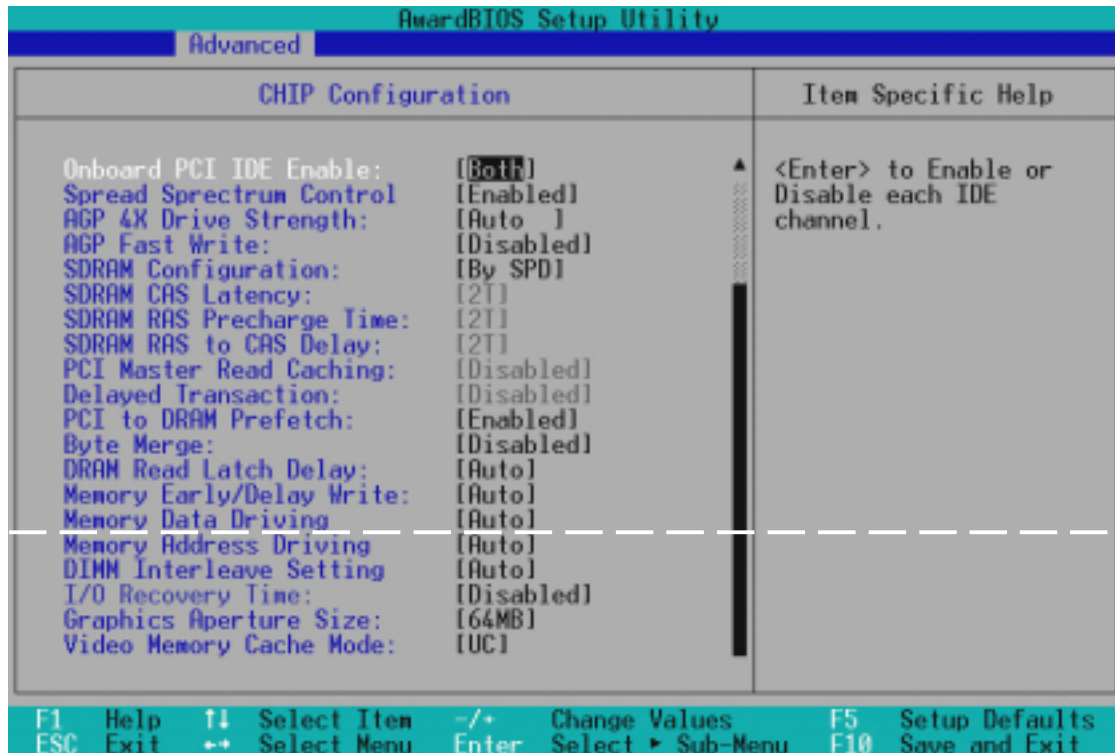 AwardBIOS Setup Utility
Advanced
CHIP Configuration
Item Specific Help
Onboard PCI IDE Enable: [Both]
Spread Sprectrum Control [Enabled]
AGP 4X Drive Strength: [Auto ]
AGP Fast Write: [Disabled]
SDRAM Configuration: [By SPD]
SDRAM CAS Latency: [2T]
SDRAM RAS Precharge Time: [2T]
SDRAM RAS to CAS Delay: [2T]
PCI Master Read Caching: [Disabled]
Delayed Transaction: [Disabled]
PCI to DRAM Prefetch: [Enabled]
Byte Merge: [Disabled]
DRAM Read Latch Delay: [Auto]
Memory Early/Delay Write: [Auto]
Memory Data Driving [Auto]
Memory Address Driving [Auto]
DIMM Interleave Setting [Auto]
I/O Recovery Time: [Disabled]
Graphics Aperture Size: [64MB]
Video Memory Cache Mode: [UC]
<Enter> to Enable or
Disable each IDE
channel.
F1 Help ↑↓ Select Item -/+ Change Values F5 Setup Defaults
ESC Exit ←→ Select Menu Enter Select ► Sub-Menu F10 Save and Exit